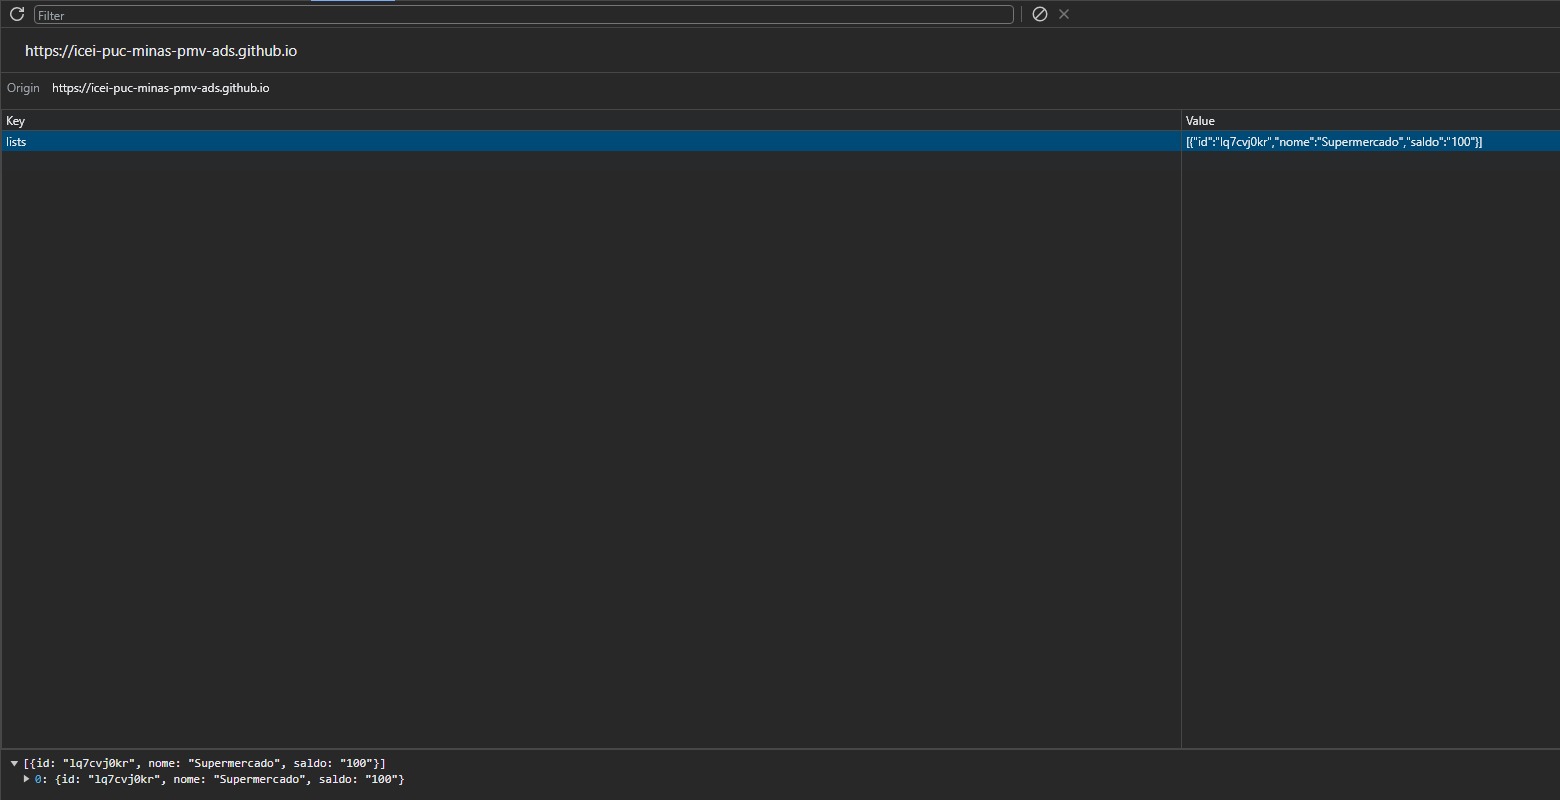 Filter
https://icei-puc-minas-pmv-ads.github.io
Origin https://icei-puc-minas-pmv-ads.github.io
Key Value
lists [{"id":"lq7cvj0kr","nome":"Supermercado","saldo":"100"}]
[{id: "lq7cvj0kr", nome: "Supermercado", saldo: "100"}]
0: {id: "lq7cvj0kr", nome: "Supermercado", saldo: "100"}